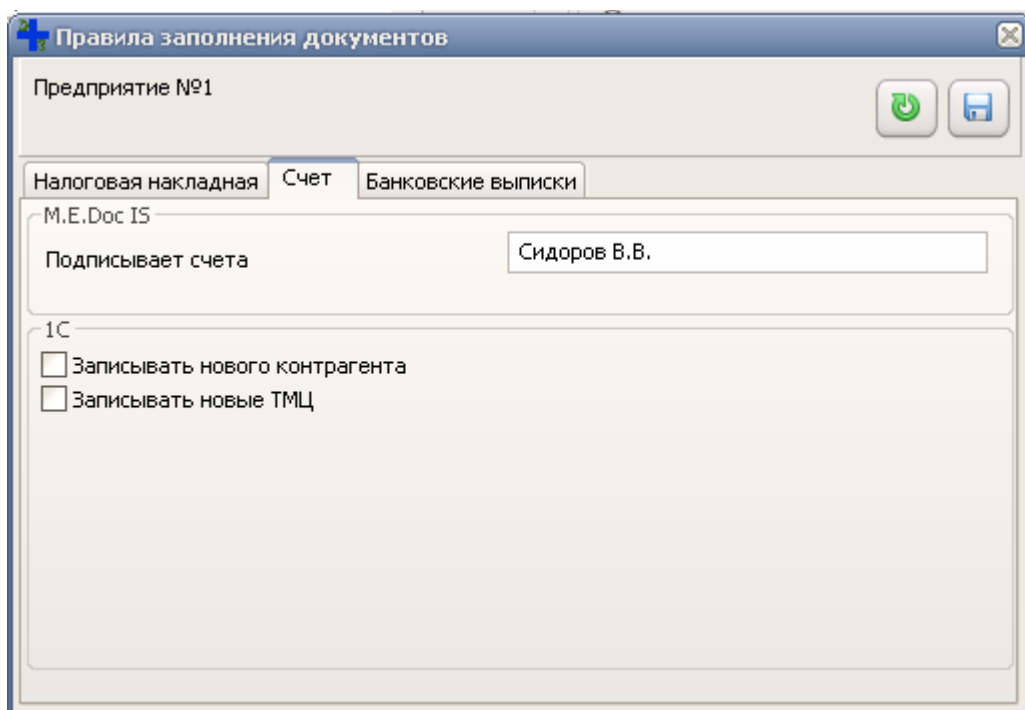 Правила заполнения документов
Предприятие №1
Налоговая накладная Счет Банковские выписки
M.E.Doc IS
Подписывает счета Сидоров В.В.
1С
Записывать нового контрагента
Записывать новые ТМЦ